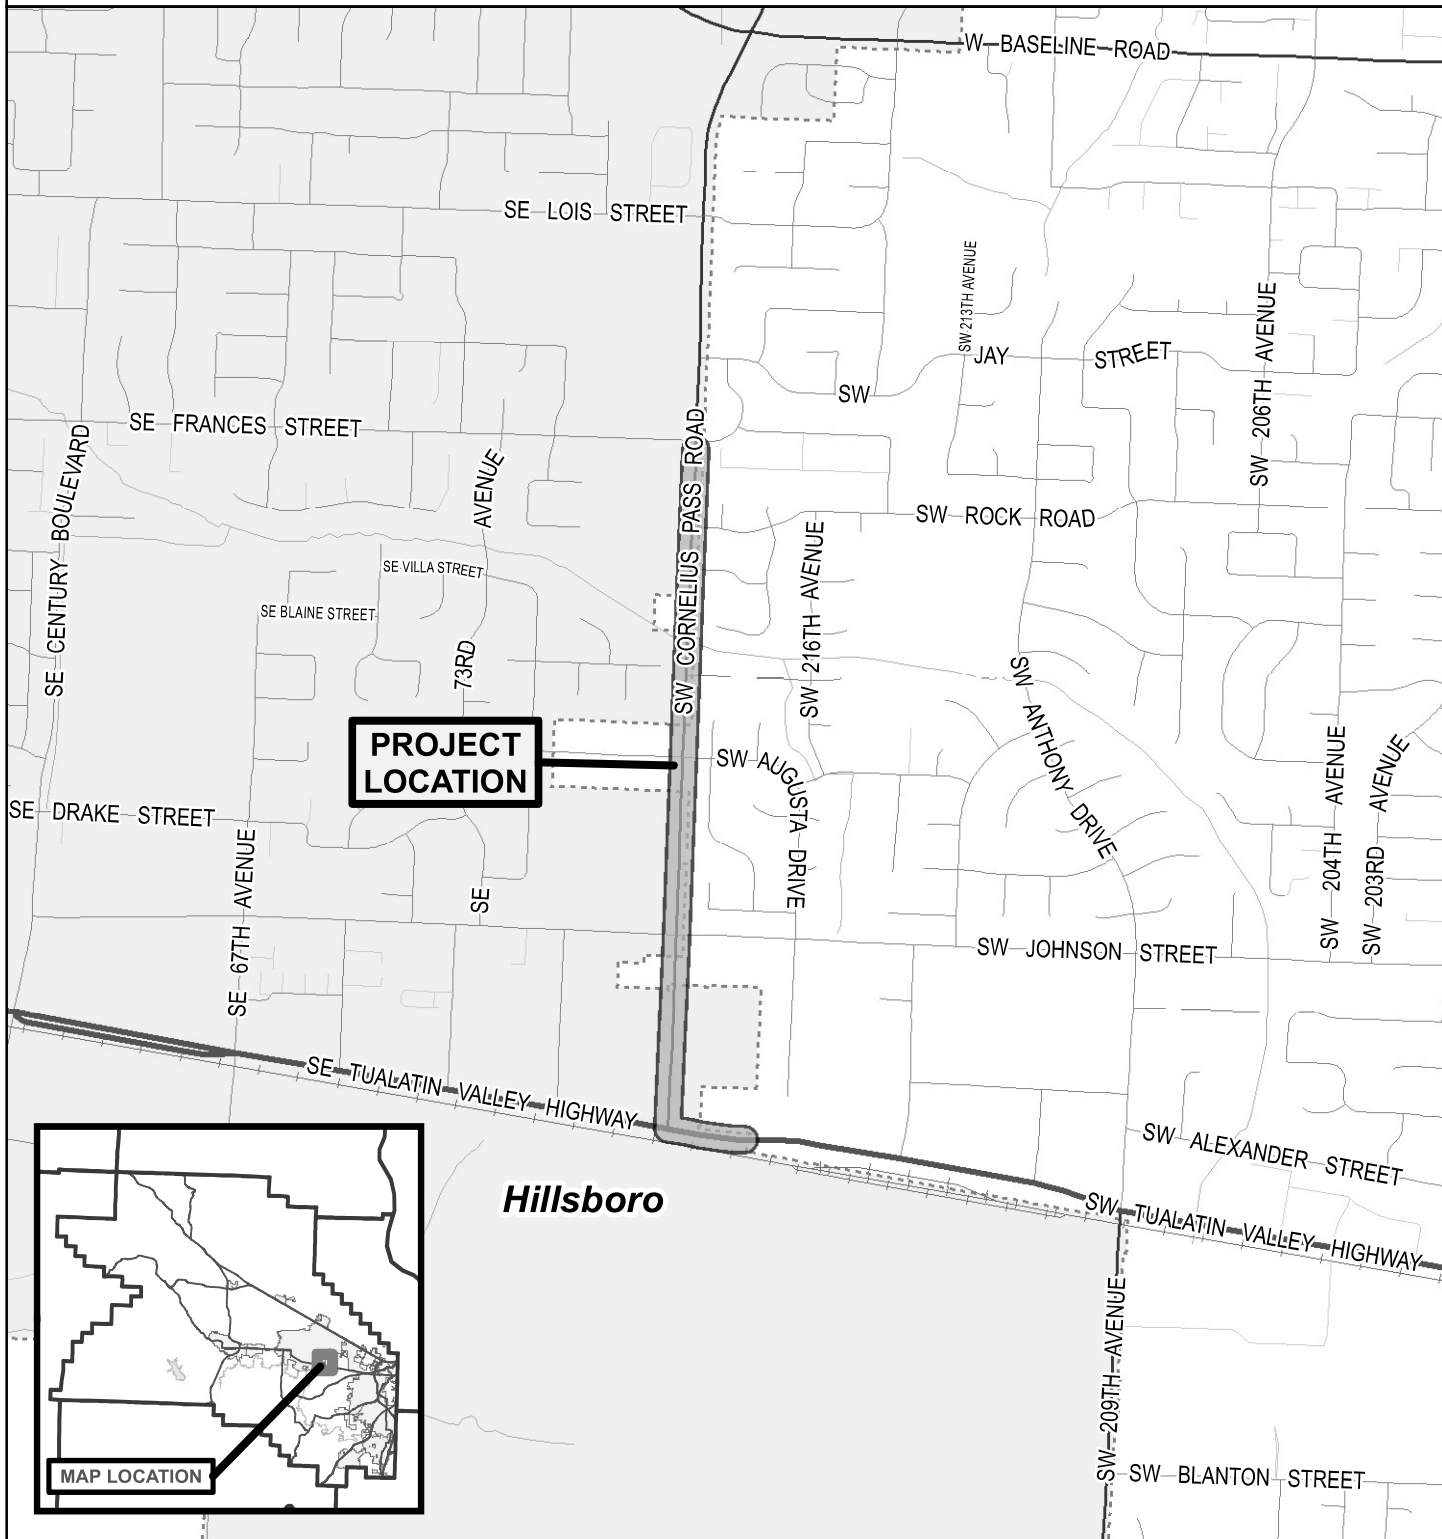 W BASELINE ROAD
SE LOIS STREET
SW 213TH AVENUE
SW JAY STREET
SW 206TH AVENUE
SE FRANCES STREET
SE CENTURY BOULEVARD
SW CORNELIUS PASS ROAD
SE 73RD AVENUE
SW ROCK ROAD
SE VILLA STREET
SE BLAINE STREET
SW 216TH AVENUE
SW ANTHONY DRIVE
PROJECT
LOCATION
SW AUGUSTA DRIVE
SW 204TH AVENUE
SW 203RD AVENUE
SE DRAKE STREET
SE 67TH AVENUE
SW JOHNSON STREET
SE TUALATIN VALLEY HIGHWAY
SW ALEXANDER STREET
Hillsboro
SW TUALATIN VALLEY HIGHWAY
SW 209TH AVENUE
SW BLANTON STREET
MAP LOCATION